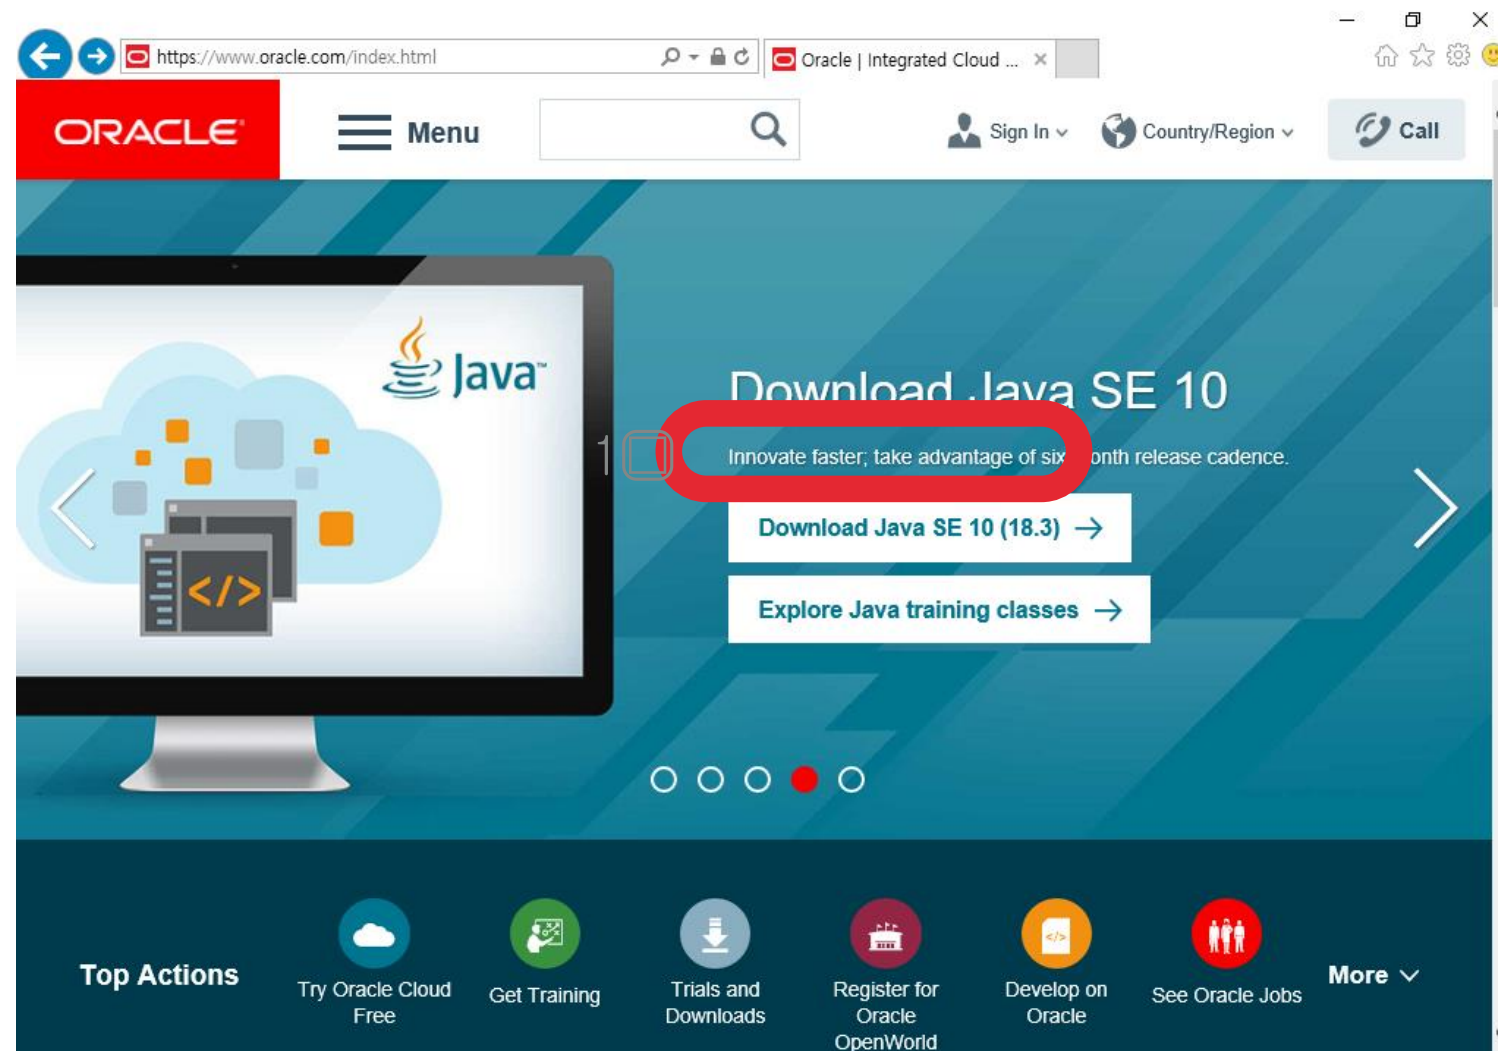 https://www.oracle.com/index.html
Oracle | Integrated Cloud ...
ORACLE
Menu
Sign In
Country/Region
Call
Java™
Download Java SE 10
1
Innovate faster; take advantage of six month release cadence.
Download Java SE 10 (18.3)
</>
Explore Java training classes
Top Actions
Try Oracle Cloud
Free
Get Training
Trials and
Downloads
Register for
Oracle
OpenWorld
</>
Develop on
Oracle
See Oracle Jobs
More